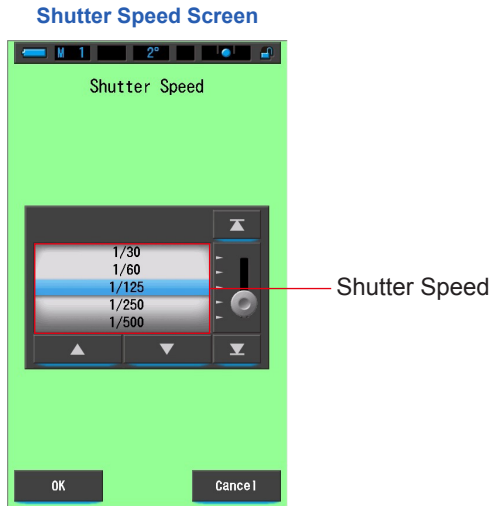 Shutter Speed Screen
M 1 2°
Shutter Speed
1/30
1/60
1/125
1/250
1/500
Shutter Speed
OK Cancel